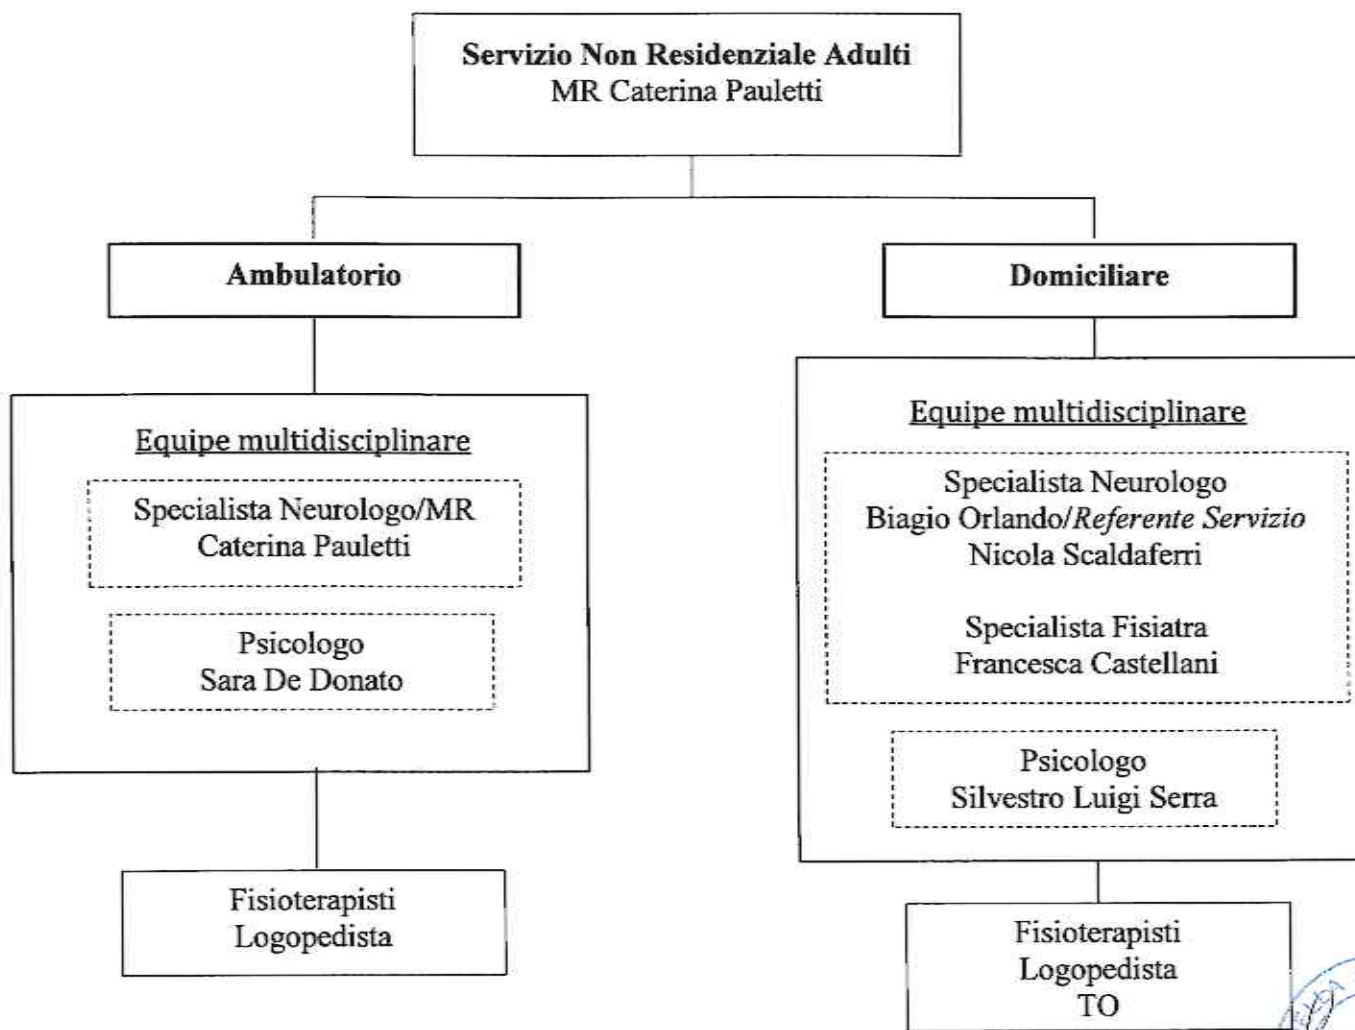 Servizio Non Residenziale Adulti
MR Caterina Pauletti
Ambulatorio
Equipe multidisciplinare
Specialista Neurologo/MR
Caterina Pauletti
Psicologo
Sara De Donato
Fisioterapisti
Logopedista
Domiciliare
Equipe multidisciplinare
Specialista Neurologo
Biagio Orlando/Referente Servizio
Nicola Scaldaferri
Specialista Fisiatra
Francesca Castellani
Psicologo
Silvestro Luigi Serra
Fisioterapisti
Logopedista
TO